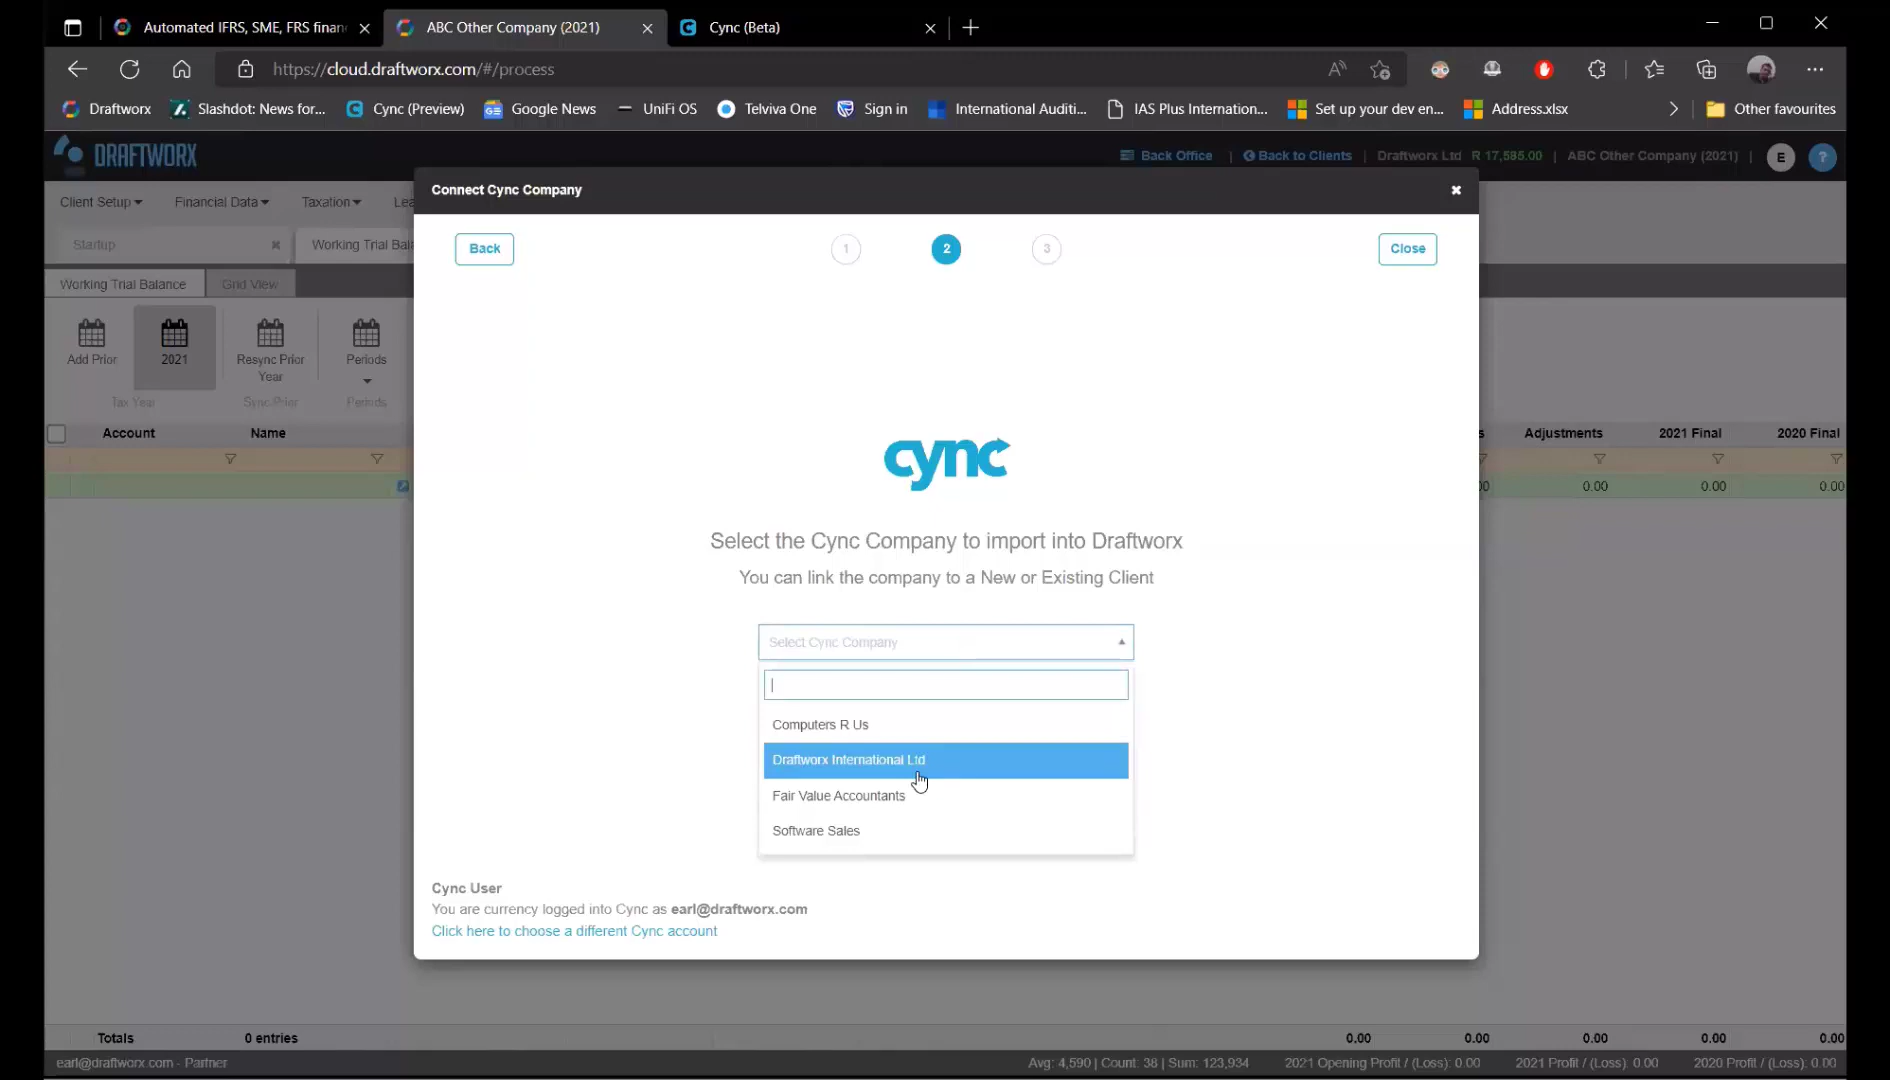 Automated IFRS, SME, FRS finan
ABC Other Company (2021)
Cync (Beta)
https://cloud.draftworx.com/#/process
Draftworx
Slashdot: News for...
Cync (Preview)
Google News
UniFi OS
Telviva One
Sign in
International Auditi...
IAS Plus Internation...
Set up your dev en...
Address.xlsx
Other favourites
DRAFTWORX
Back Office | Back to Clients | Draftworx Ltd R 17,585.00 | ABC Other Company (2021) | E ?
Connect Cync Company
Client Setup
Financial Data
Taxation
Lea
Startup
Working Trial Bala
Back
1
2
3
Close
Working Trial Balance
Grid View
Add Prior
2021
Resync Prior
Year
Periods
Tax Year
Sync Prior
Periods
Account
Name
s
Adjustments
2021 Final
2020 Final
00
0.00
0.00
0.00
cync
Select the Cync Company to import into Draftworx
You can link the company to a New or Existing Client
Select Cync Company
Computers R Us
Draftworx International Ltd
Fair Value Accountants
Software Sales
Cync User
You are currency logged into Cync as earl@draftworx.com
Click here to choose a different Cync account
Totals
0 entries
0.00
0.00
0.00
0.00
0.00
earl@draftworx.com - Partner
Avg: 4,590 | Count: 38 | Sum: 123,934
2021 Opening Profit / (Loss): 0.00
2021 Profit / (Loss): 0.00
2020 Profit / (Loss): 0.00